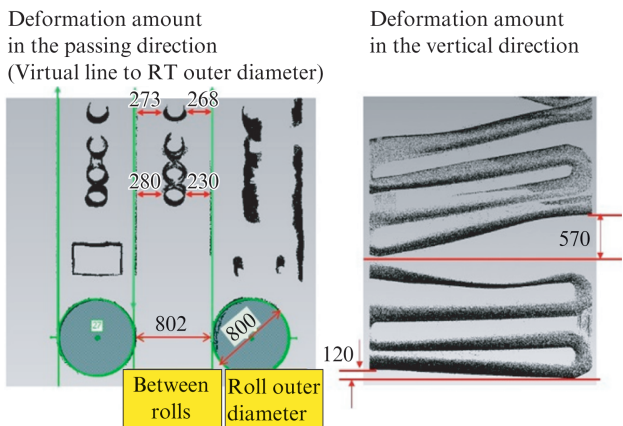 Deformation amount
in the passing direction
(Virtual line to RT outer diameter)
Deformation amount
in the vertical direction
273 268
280 230
802
800
570
120
Between
rolls
Roll outer
diameter